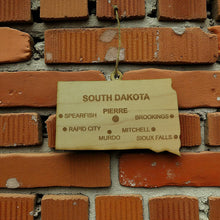 SOUTH DAKOTA
PIERRE
SPEARFISH BROOKINGS
RAPID CITY MITCHELL
MURDO SIOUX FALLS